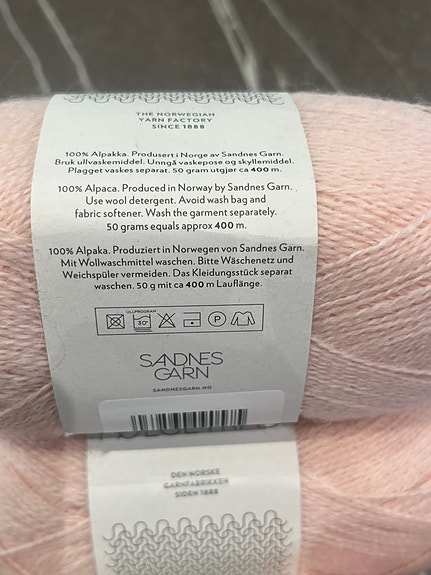 THE NORWEGIAN
YARN FACTORY
SINCE 1888
100% Alpakka. Produsert i Norge av Sandnes Garn.
Bruk ullvaskemiddel. Unngå vaskepose og skyllemiddel.
Plagget vaskes separat. 50 gram utgjør ca 400 m.
100% Alpaca. Produced in Norway by Sandnes Garn.
Use wool detergent. Avoid wash bag and
fabric softener. Wash the garment separately.
50 grams equals approx 400 m.
100% Alpaka. Produziert in Norwegen von Sandnes Garn.
Mit Wollwaschmittel waschen. Bitte Wäschenetz und
Weichspüler vermeiden. Das Kleidungsstück separat
waschen. 50 g mit ca 400 m Lauflänge.
ULLPROGRAM
30° P
SANDNES
GARN
SANDNESGARN.NO
DEN NORSKE
GARNFABRIKKEN
SIDEN 1888